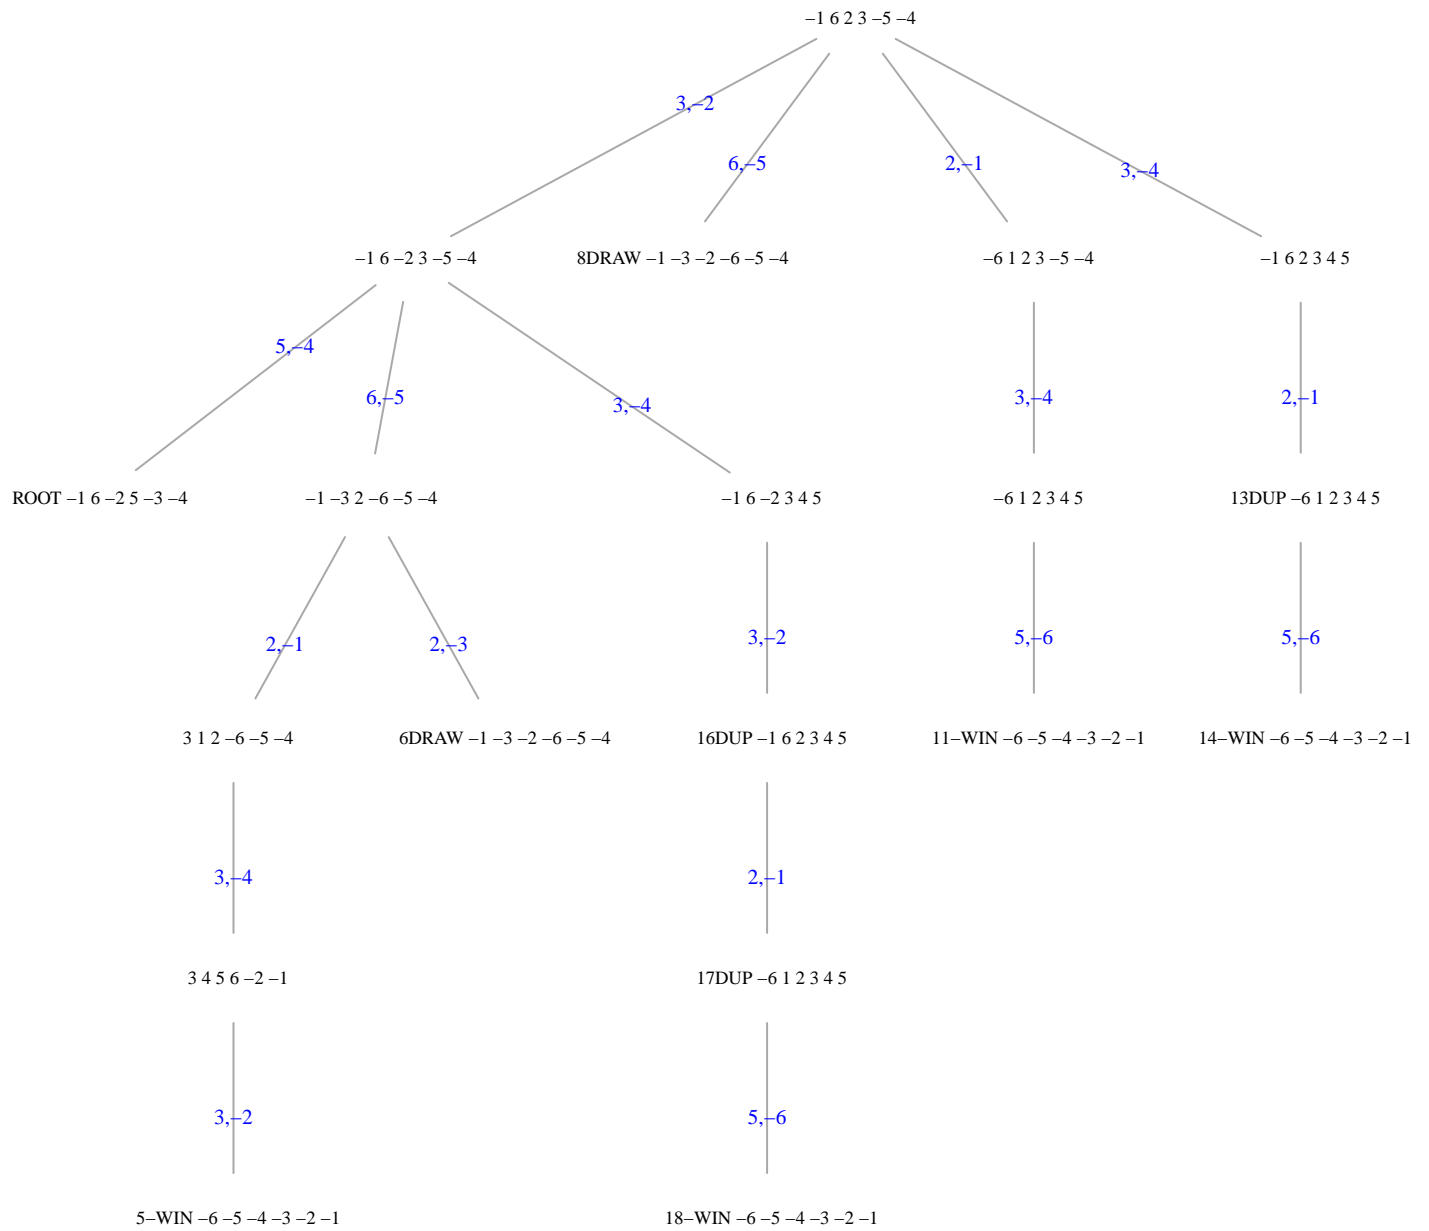 –1 6 2 3 –5 –4
3,–2
6,–5
2,–1
3,–4
–1 6 –2 3 –5 –4
8DRAW –1 –3 –2 –6 –5 –4
–6 1 2 3 –5 –4
–1 6 2 3 4 5
5,–4
6,–5
3,–4
3,–4
2,–1
ROOT –1 6 –2 5 –3 –4
–1 –3 2 –6 –5 –4
–1 6 –2 3 4 5
–6 1 2 3 4 5
13DUP –6 1 2 3 4 5
2,–1
2,–3
3,–2
5,–6
5,–6
3 1 2 –6 –5 –4
6DRAW –1 –3 –2 –6 –5 –4
16DUP –1 6 2 3 4 5
11–WIN –6 –5 –4 –3 –2 –1
14–WIN –6 –5 –4 –3 –2 –1
3,–4
2,–1
3 4 5 6 –2 –1
17DUP –6 1 2 3 4 5
3,–2
5,–6
5–WIN –6 –5 –4 –3 –2 –1
18–WIN –6 –5 –4 –3 –2 –1